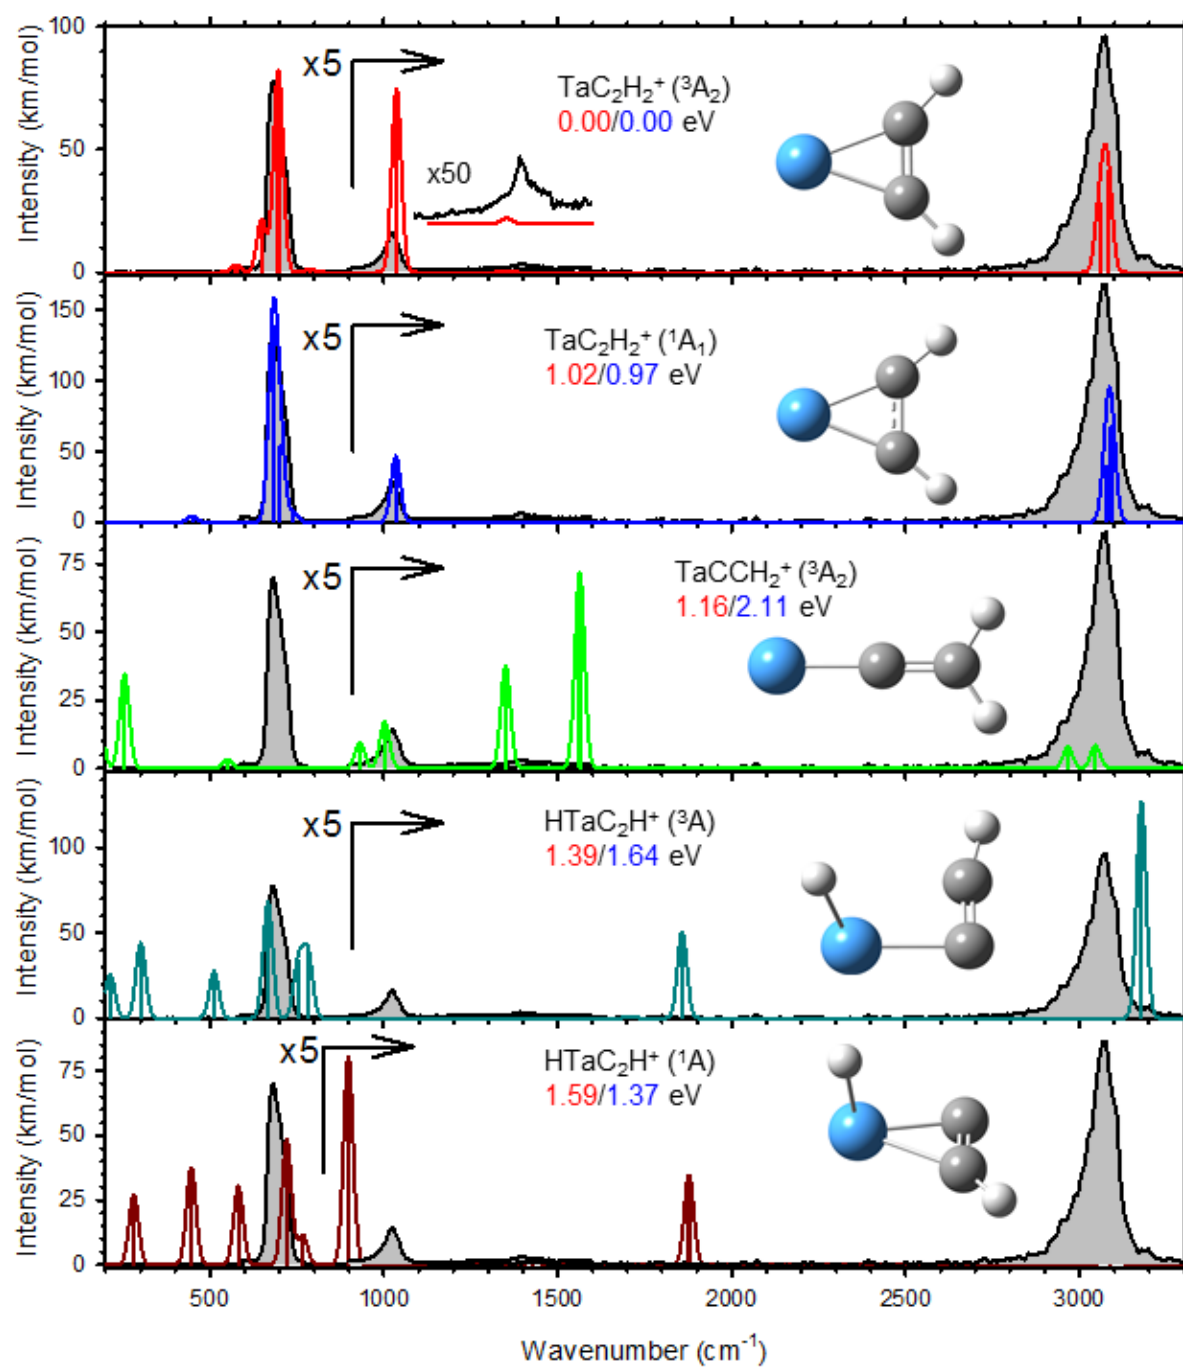 100
50
0
Intensity (km/mol)
x5
x50
TaC₂H₂⁺ (³A₂)
0.00/0.00 eV
150
100
50
0
Intensity (km/mol)
x5
TaC₂H₂⁺ (¹A₁)
1.02/0.97 eV
75
50
25
0
Intensity (km/mol)
x5
TaCCH₂⁺ (³A₂)
1.16/2.11 eV
100
50
0
Intensity (km/mol)
x5
HTaC₂H⁺ (³A)
1.39/1.64 eV
75
50
25
0
Intensity (km/mol)
x5
HTaC₂H⁺ (¹A)
1.59/1.37 eV
500 1000 1500 2000 2500 3000
Wavenumber (cm⁻¹)